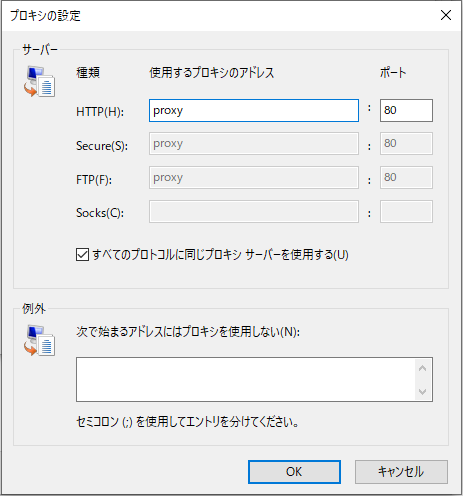 プロキシの設定
サーバー
種類 使用するプロキシのアドレス ポート
HTTP(H): proxy : 80
Secure(S): proxy : 80
FTP(F): proxy : 80
Socks(C): :
すべてのプロトコルに同じプロキシ サーバーを使用する(U)
例外
次で始まるアドレスにはプロキシを使用しない(N):
セミコロン (;) を使用してエントリを分けてください。
OK キャンセル